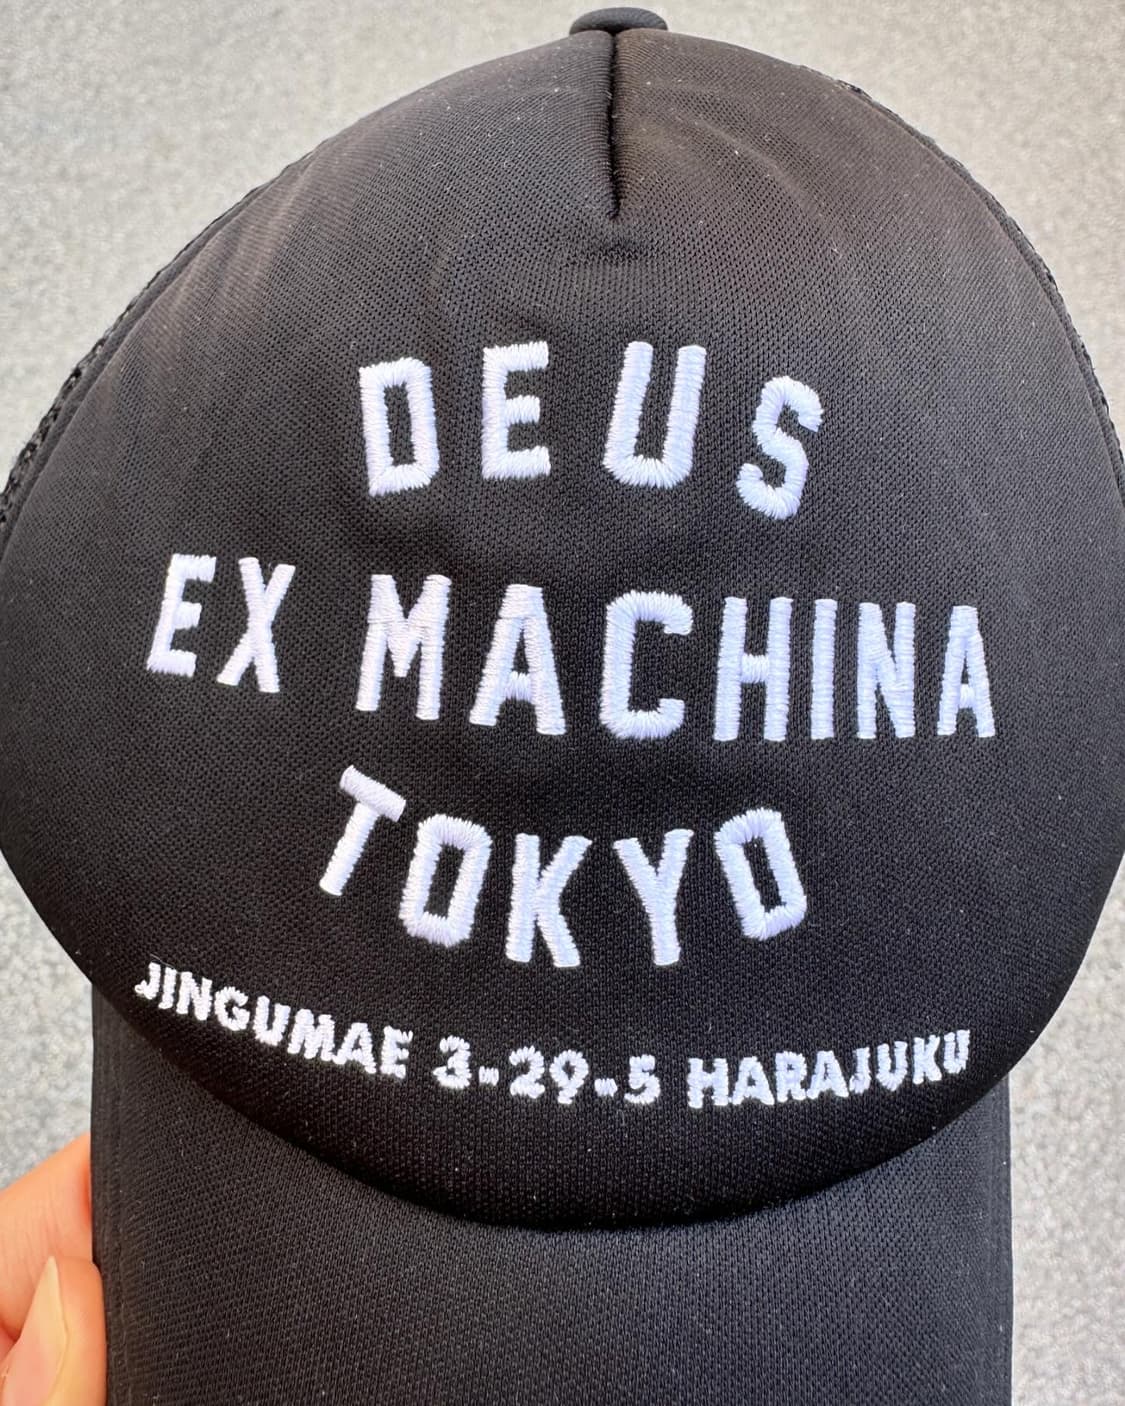 DEUS
EX MACHINA
TOKYO
JINGUMAE 3-29-5 HARAJUKU